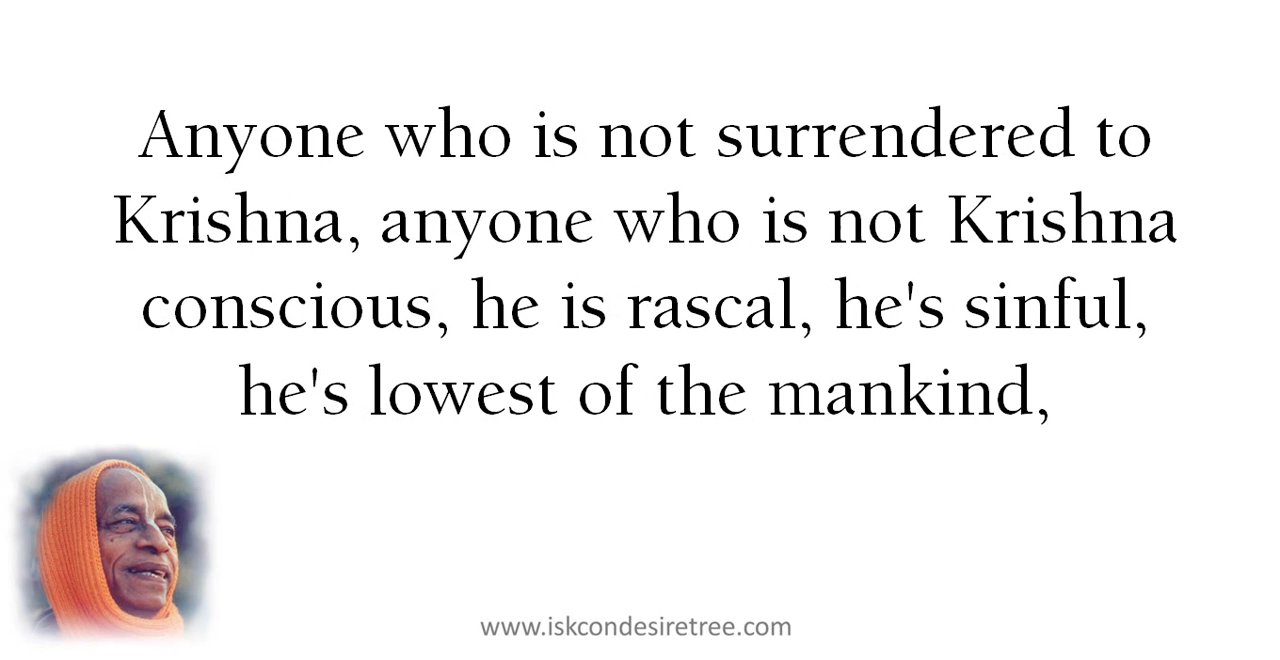 Anyone who is not surrendered to
Krishna, anyone who is not Krishna
conscious, he is rascal, he's sinful,
he's lowest of the mankind,
www.iskcondesiretree.com